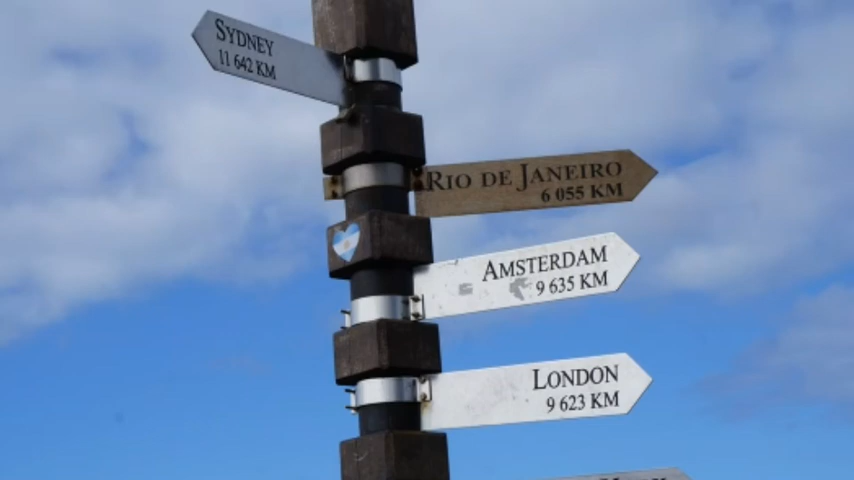 SYDNEY
11 642 KM
RIO DE JANEIRO
6 055 KM
AMSTERDAM
9 635 KM
LONDON
9 623 KM